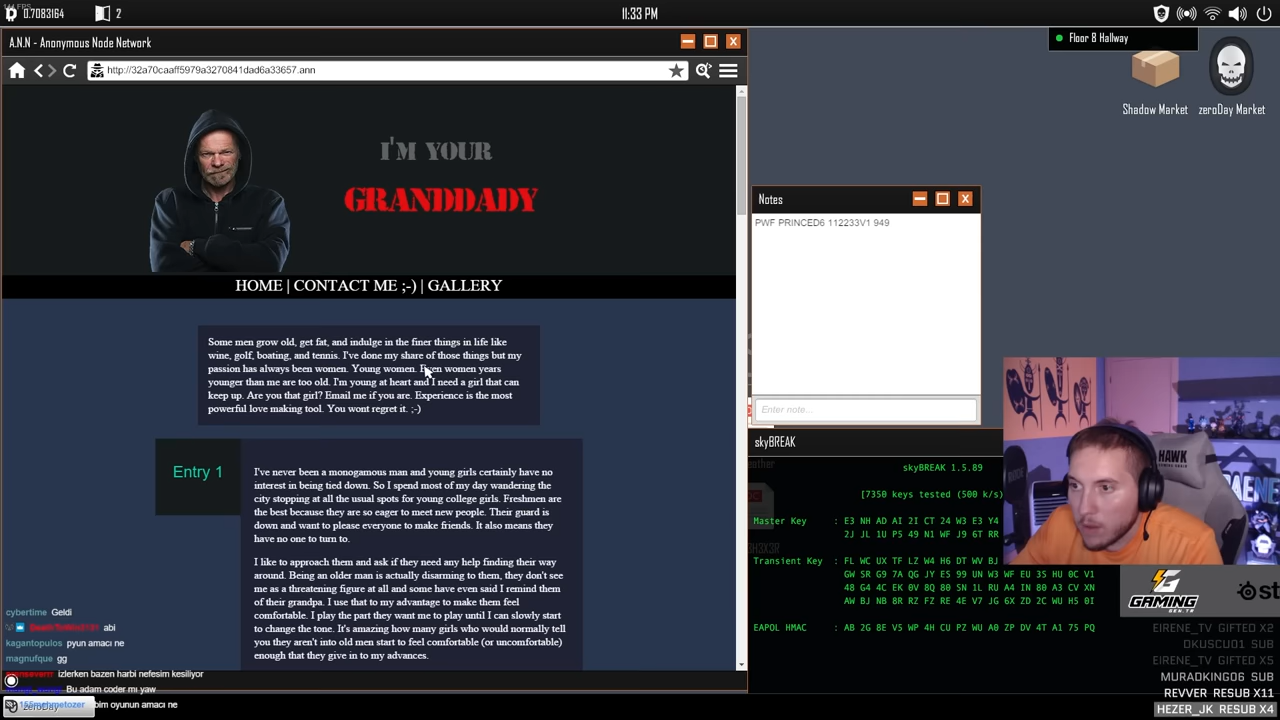 0.7083164
2
11:33 PM
A.N.N - Anonymous Node Network
Floor 8 Hallway
http://32a70caaff5979a3270841dad6a33657.ann
Shadow Market
zeroDay Market
I'M YOUR
GRANDDADY
HOME | CONTACT ME ;-) | GALLERY
Some men grow old, get fat, and indulge in the finer things in life like
wine, golf, boating, and tennis. I've done my share of those things but my
passion has always been women. Young women. Even women years
younger than me are too old. I'm young at heart and I need a girl that can
keep up. Are you that girl? Email me if you are. Experience is the most
powerful love making tool. You wont regret it. ;-)
Entry 1
I've never been a monogamous man and young girls certainly have no
interest in being tied down. So I spend most of my day wandering the
city stopping at all the usual spots for young college girls. Freshmen are
the best because they are so eager to meet new people. Their guard is
down and want to please everyone to make friends. It also means they
have no one to turn to.
I like to approach them and ask if they need any help finding their way
around. Being an older man is actually disarming to them, they don't see
me as a threatening figure at all and some have even said I remind them
of their grandpa. I use that to my advantage to make them feel
comfortable. I play the part they want me to play until I can slowly start
to change the tone. It's amazing how many girls who would normally tell
you they aren't into old men start to feel comfortable (or uncomfortable)
enough that they give in to my advances.
Notes
PWF PRINCED6 112233V1 949
Enter note...
skyBREAK
skyBREAK 1.5.89
[7350 keys tested (500 k/s)
Master Key : E3 NH AD AI 2I CT 24 W3 E3 Y4
2J JL 1U P5 49 N1 WF J9 6T RR
Transient Key : FL WC UX TF LZ W4 H6 DT WV BJ
GW 5R G9 7A QG JY E5 99 UN W3 WF EU 35 HU 0C V1
48 G4 4C EK 0V 8Q 80 5N 1L RU A4 IN 80 A3 CV XN
AW BJ NB 8R RZ FZ RE 4E V7 JG 6X ZD 2C WU H5 0I
EAPOL HMAC : AB 2G 8E V5 WP 4H CU PZ WU A0 ZP DV 4T A1 75 PQ
cybertime Geldi
abi
kagantopulos pyun amacı ne
magnufque gg
izlerken bazen harbi nefesim kesiliyor
Bu adam coder mı yaw
zeroDay
oyunun amacı ne
HAWK
GAMING
GEN.TR
EIRENE_TV GIFTED X2
DKUSCU01 SUB
EIRENE_TV GIFTED X5
MURADKING06 SUB
REVVER RESUB X11
HEZER_JK RESUB X4